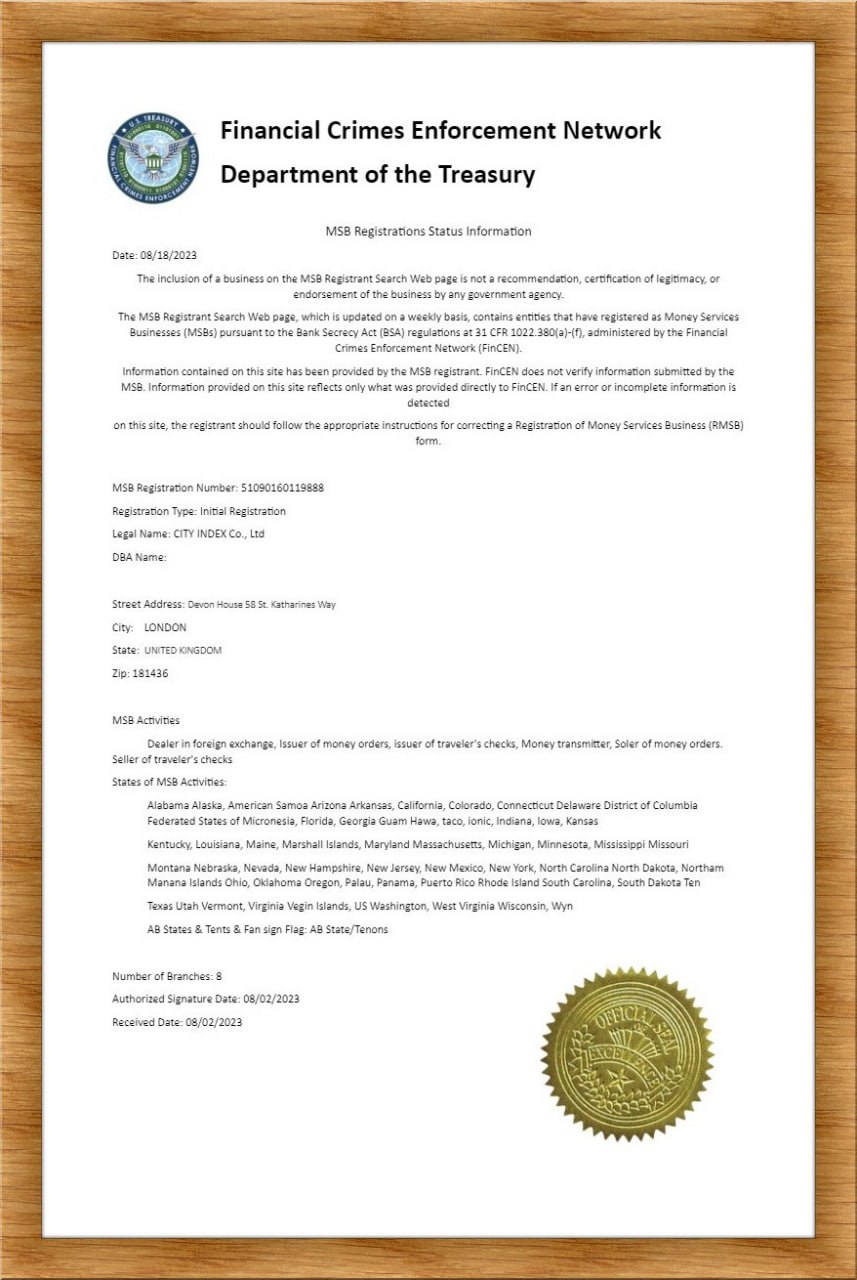 U.S. TREASURY
FINANCIAL CRIMES ENFORCEMENT NETWORK
Financial Crimes Enforcement Network
Department of the Treasury
MSB Registrations Status Information
Date: 08/18/2023
The inclusion of a business on the MSB Registrant Search Web page is not a recommendation, certification of legitimacy, or
endorsement of the business by any government agency.
The MSB Registrant Search Web page, which is updated on a weekly basis, contains entities that have registered as Money Services
Businesses (MSBs) pursuant to the Bank Secrecy Act (BSA) regulations at 31 CFR 1022.380(a)-(f), administered by the Financial
Crimes Enforcement Network (FinCEN).
Information contained on this site has been provided by the MSB registrant. FinCEN does not verify information submitted by the
MSB. Information provided on this site reflects only what was provided directly to FinCEN. If an error or incomplete information is
detected
on this site, the registrant should follow the appropriate instructions for correcting a Registration of Money Services Business (RMSB)
form.
MSB Registration Number: 51090160119888
Registration Type: Initial Registration
Legal Name: CITY INDEX Co., Ltd
DBA Name:
Street Address: Devon House 58 St. Katharines Way
City: LONDON
State: UNITED KINGDOM
Zip: 181436
MSB Activities
Dealer in foreign exchange, Issuer of money orders, issuer of traveler's checks, Money transmitter, Soler of money orders.
Seller of traveler's checks
States of MSB Activities:
Alabama Alaska, American Samoa Arizona Arkansas, California, Colorado, Connecticut Delaware District of Columbia
Federated States of Micronesia, Florida, Georgia Guam Hawa, taco, ionic, Indiana, Iowa, Kansas
Kentucky, Louisiana, Maine, Marshall Islands, Maryland Massachusetts, Michigan, Minnesota, Mississippi Missouri
Montana Nebraska, Nevada, New Hampshire, New Jersey, New Mexico, New York, North Carolina North Dakota, Northam
Manana Islands Ohio, Oklahoma Oregon, Palau, Panama, Puerto Rico Rhode Island South Carolina, South Dakota Ten
Texas Utah Vermont, Virginia Vegin Islands, US Washington, West Virginia Wisconsin, Wyn
AB States & Tents & Fan sign Flag: AB State/Tenons
Number of Branches: 8
Authorized Signature Date: 08/02/2023
Received Date: 08/02/2023
OFFICIAL SEAL
OF
EXCELLENCE